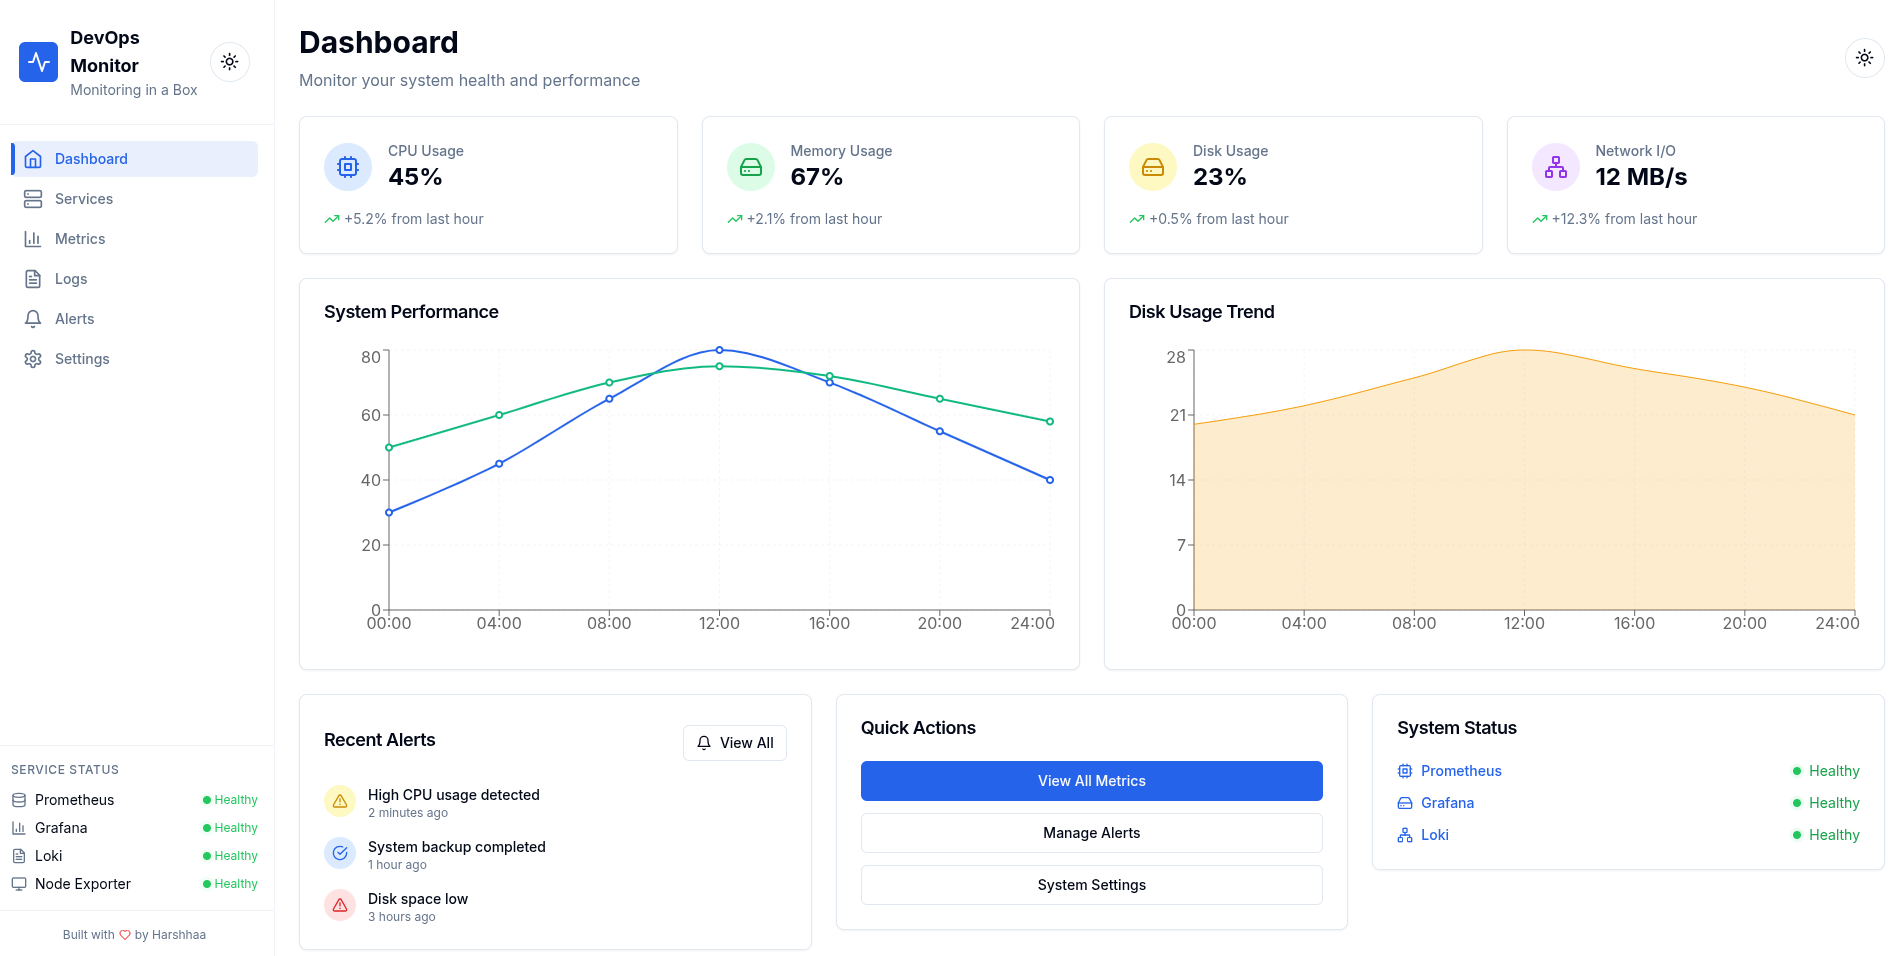 DevOps
Monitor
Monitoring in a Box
Dashboard
Services
Metrics
Logs
Alerts
Settings
SERVICE STATUS
Prometheus Healthy
Grafana Healthy
Loki Healthy
Node Exporter Healthy
Built with by Harshhaa
Dashboard
Monitor your system health and performance
CPU Usage
45%
+5.2% from last hour
Memory Usage
67%
+2.1% from last hour
Disk Usage
23%
+0.5% from last hour
Network I/O
12 MB/s
+12.3% from last hour
System Performance
80
60
40
20
0
00:00 04:00 08:00 12:00 16:00 20:00 24:00
Disk Usage Trend
28
21
14
7
0
00:00 04:00 08:00 12:00 16:00 20:00 24:00
Recent Alerts
View All
High CPU usage detected
2 minutes ago
System backup completed
1 hour ago
Disk space low
3 hours ago
Quick Actions
View All Metrics
Manage Alerts
System Settings
System Status
Prometheus Healthy
Grafana Healthy
Loki Healthy